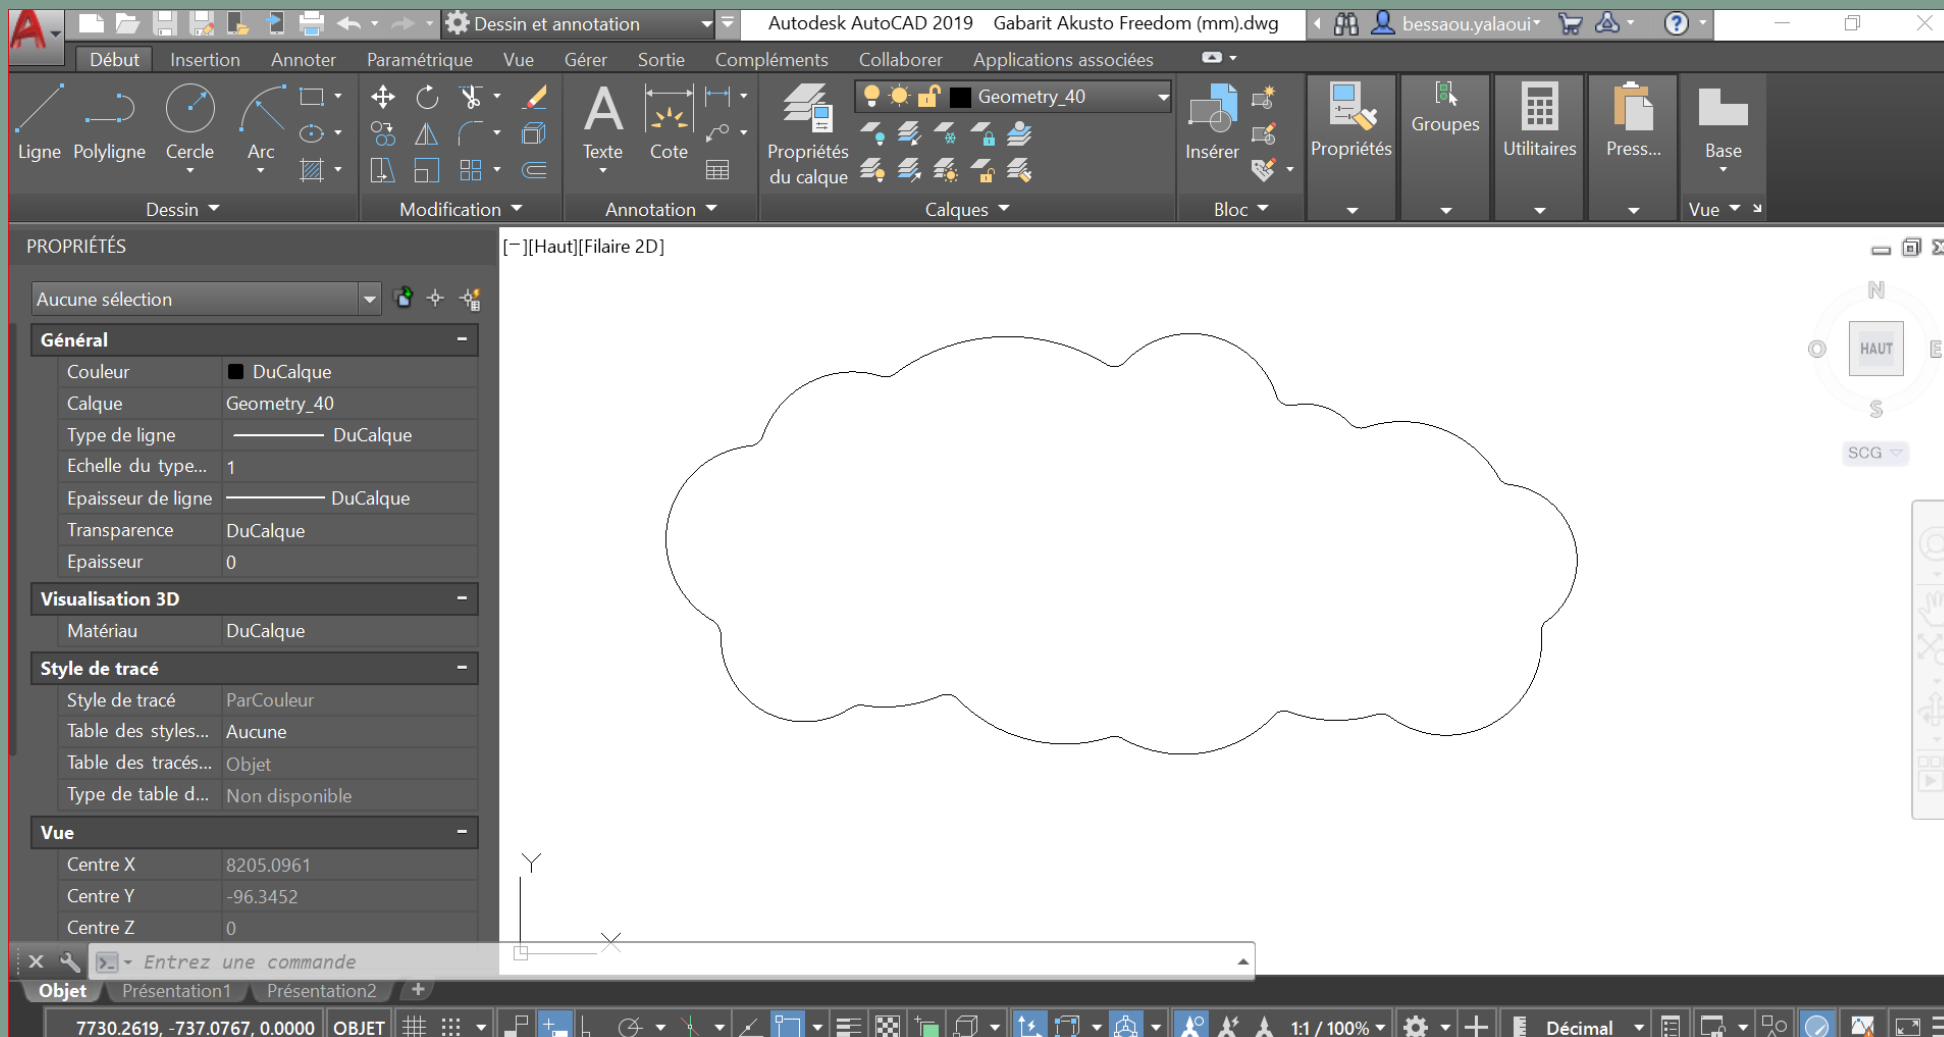 Dessin et annotation
Autodesk AutoCAD 2019 Gabarit Akusto Freedom (mm).dwg
bessaou.yalaoui
Début Insertion Annoter Paramétrique Vue Gérer Sortie Compléments Collaborer Applications associées
Geometry_40
Ligne Polyligne Cercle Arc
Texte Cote
Propriétés du calque
Insérer
Propriétés
Groupes
Utilitaires
Press...
Base
Dessin Modification Annotation Calques Bloc Vue
PROPRIÉTÉS
[−][Haut][Filaire 2D]
Aucune sélection
Général
Couleur DuCalque
Calque Geometry_40
Type de ligne DuCalque
Echelle du type... 1
Epaisseur de ligne DuCalque
Transparence DuCalque
Epaisseur 0
Visualisation 3D
Matériau DuCalque
Style de tracé
Style de tracé ParCouleur
Table des styles... Aucune
Table des tracés... Objet
Type de table d... Non disponible
Vue
Centre X 8205.0961
Centre Y -96.3452
Centre Z 0
N
O HAUT E
S
SCG
Y
X
Entrez une commande
Objet Présentation1 Présentation2 +
7730.2619, -737.0767, 0.0000 OBJET 1:1 / 100% Décimal